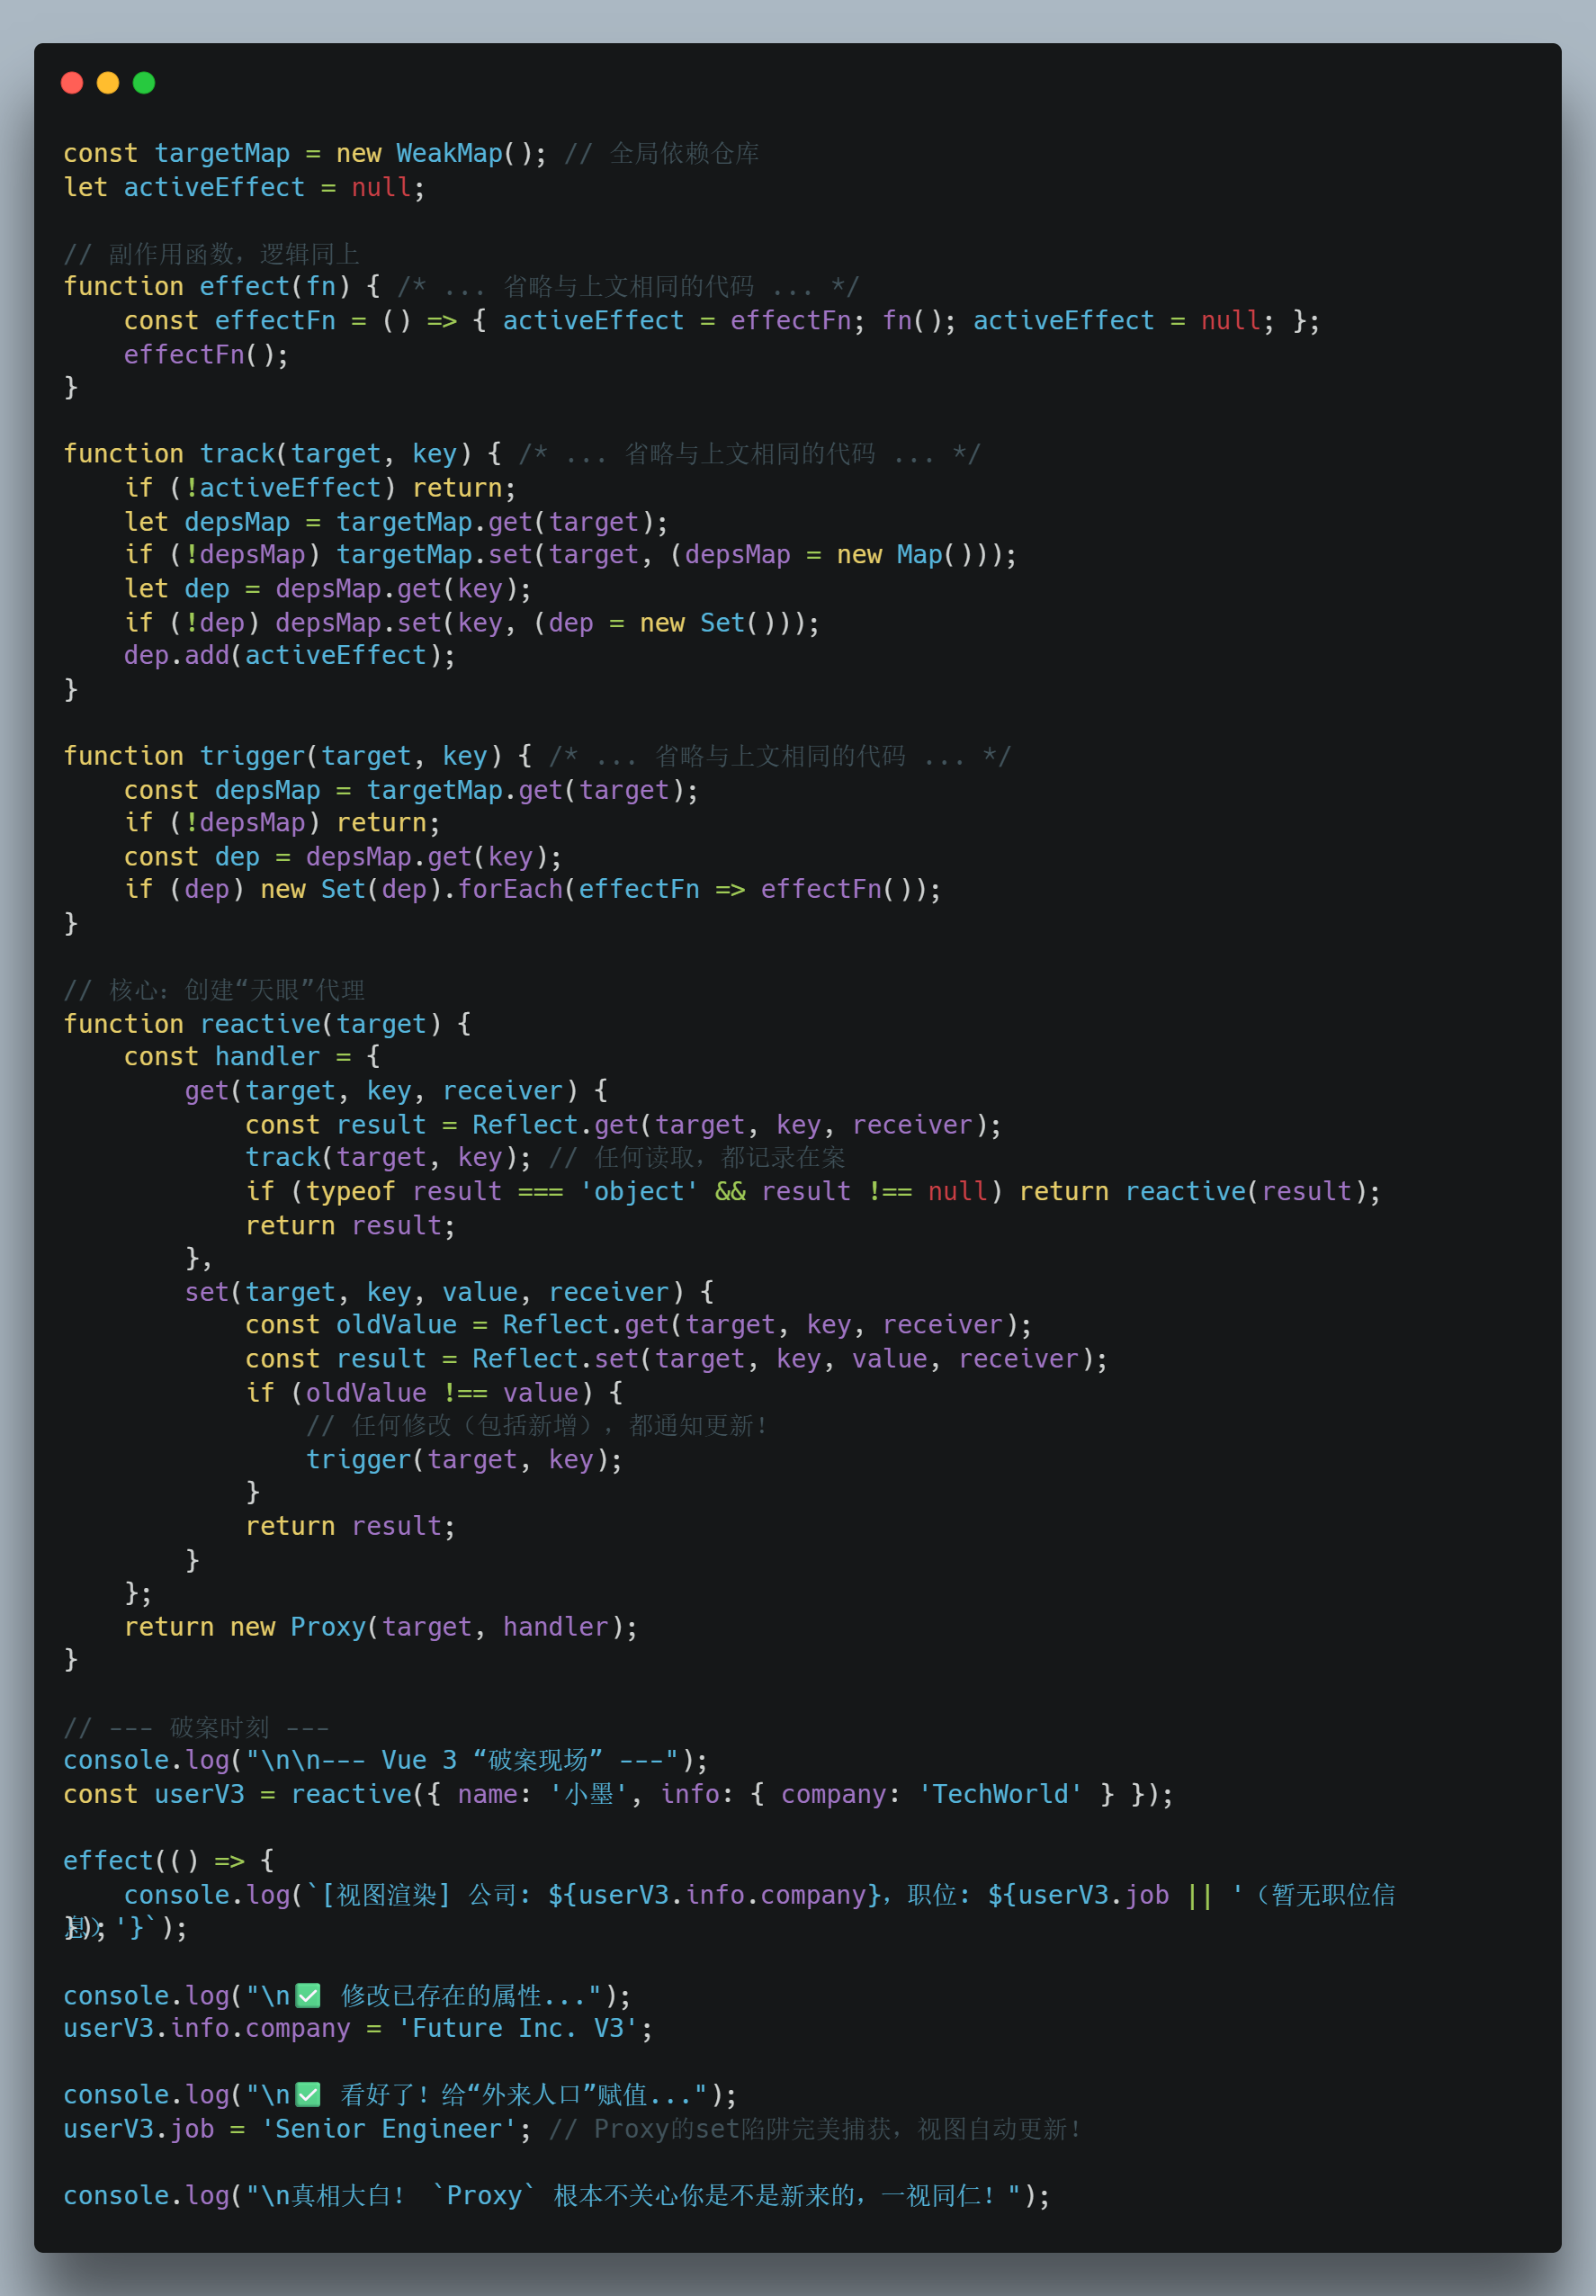 const targetMap = new WeakMap(); // 全局依赖仓库
let activeEffect = null;

// 副作用函数，逻辑同上
function effect(fn) { /* ... 省略与上文相同的代码 ... */
    const effectFn = () => { activeEffect = effectFn; fn(); activeEffect = null; };
    effectFn();
}

function track(target, key) { /* ... 省略与上文相同的代码 ... */
    if (!activeEffect) return;
    let depsMap = targetMap.get(target);
    if (!depsMap) targetMap.set(target, (depsMap = new Map()));
    let dep = depsMap.get(key);
    if (!dep) depsMap.set(key, (dep = new Set()));
    dep.add(activeEffect);
}

function trigger(target, key) { /* ... 省略与上文相同的代码 ... */
    const depsMap = targetMap.get(target);
    if (!depsMap) return;
    const dep = depsMap.get(key);
    if (dep) new Set(dep).forEach(effectFn => effectFn());
}

// 核心：创建“天眼”代理
function reactive(target) {
    const handler = {
        get(target, key, receiver) {
            const result = Reflect.get(target, key, receiver);
            track(target, key); // 任何读取，都记录在案
            if (typeof result === 'object' && result !== null) return reactive(result);
            return result;
        },
        set(target, key, value, receiver) {
            const oldValue = Reflect.get(target, key, receiver);
            const result = Reflect.set(target, key, value, receiver);
            if (oldValue !== value) {
                // 任何修改（包括新增），都通知更新！
                trigger(target, key);
            }
            return result;
        }
    };
    return new Proxy(target, handler);
}

// --- 破案时刻 ---
console.log("\n\n--- Vue 3 “破案现场” ---");
const userV3 = reactive({ name: '小墨', info: { company: 'TechWorld' } });

effect(() => {
    console.log(`[视图渲染] 公司: ${userV3.info.company}，职位: ${userV3.job || '（暂无职位信
息）'}`);
});

console.log("\n✅ 修改已存在的属性...");
userV3.info.company = 'Future Inc. V3';

console.log("\n✅ 看好了！给“外来人口”赋值...");
userV3.job = 'Senior Engineer'; // Proxy的set陷阱完美捕获，视图自动更新！

console.log("\n真相大白！ `Proxy` 根本不关心你是不是新来的，一视同仁！");